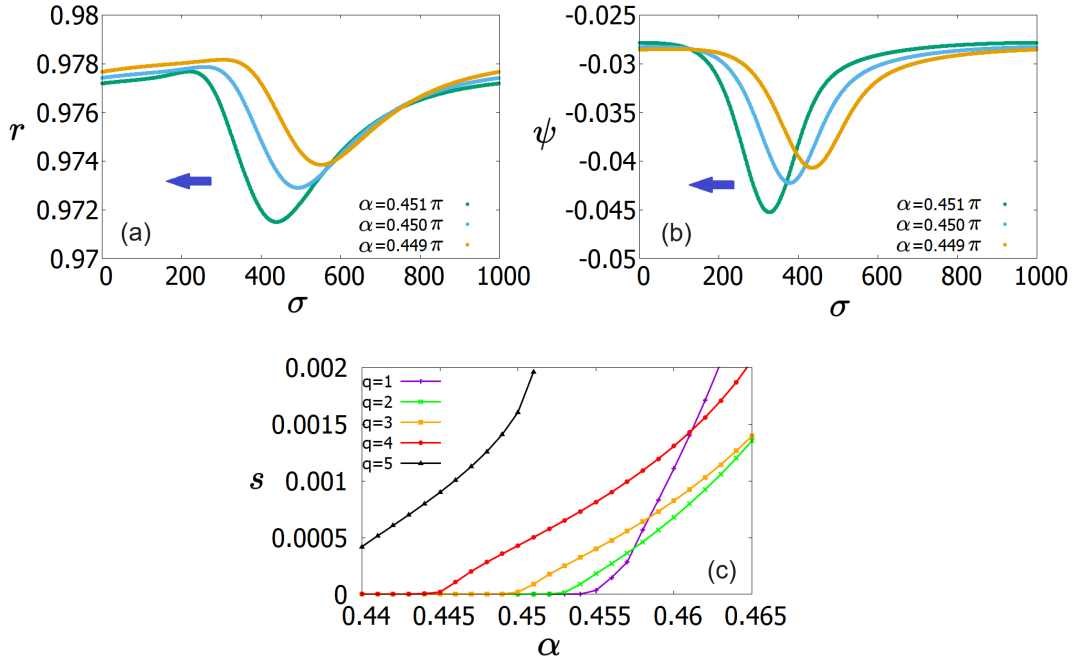 0.98
0.978
0.976
0.974
0.972
0.97
r
0 200 400 600 800 1000
σ
(a)
α=0.451π
α=0.450π
α=0.449π
-0.025
-0.03
-0.035
-0.04
-0.045
-0.05
ψ
0 200 400 600 800 1000
σ
(b)
α=0.451π
α=0.450π
α=0.449π
0.002
0.0015
0.001
0.0005
0
s
q=1
q=2
q=3
q=4
q=5
(c)
0.44 0.445 0.45 0.455 0.46 0.465
α